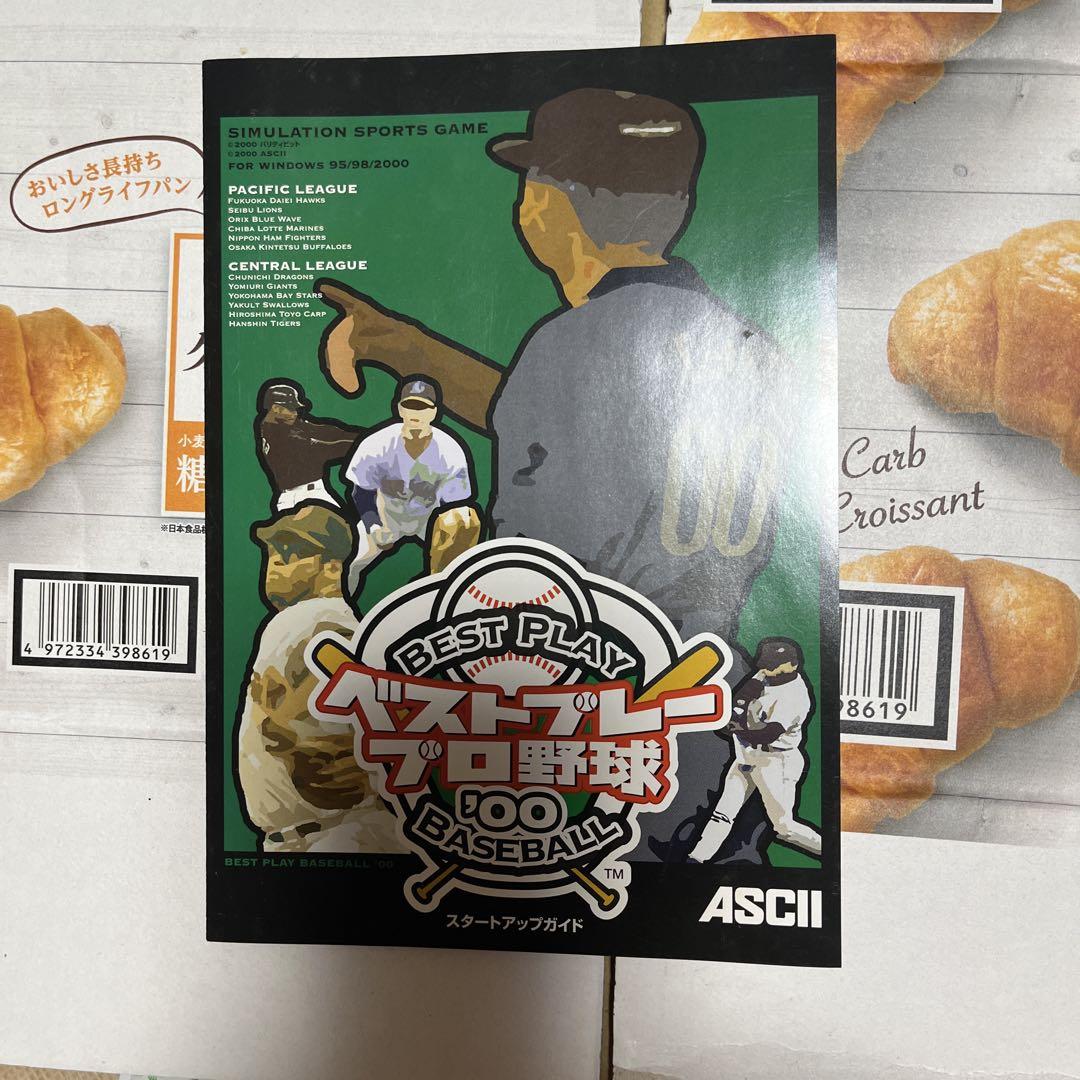 SIMULATION SPORTS GAME
©2000 パリティビット
©2000 ASCII
FOR WINDOWS 95/98/2000
PACIFIC LEAGUE
FUKUOKA DAIEI HAWKS
SEIBU LIONS
ORIX BLUE WAVE
CHIBA LOTTE MARINES
NIPPON HAM FIGHTERS
OSAKA KINTETSU BUFFALOES
CENTRAL LEAGUE
CHUNICHI DRAGONS
YOMIURI GIANTS
YOKOHAMA BAY STARS
YAKULT SWALLOWS
HIROSHIMA TOYO CARP
HANSHIN TIGERS
00
BEST PLAY
ベストプレー
プロ野球
'00
BASEBALL
TM
BEST PLAY BASEBALL '00
スタートアップガイド
ASCII
おいしさ長持ち
ロングライフパン
小麦
糖
※日本食品
4 972334 398619
Carb
Croissant
98619